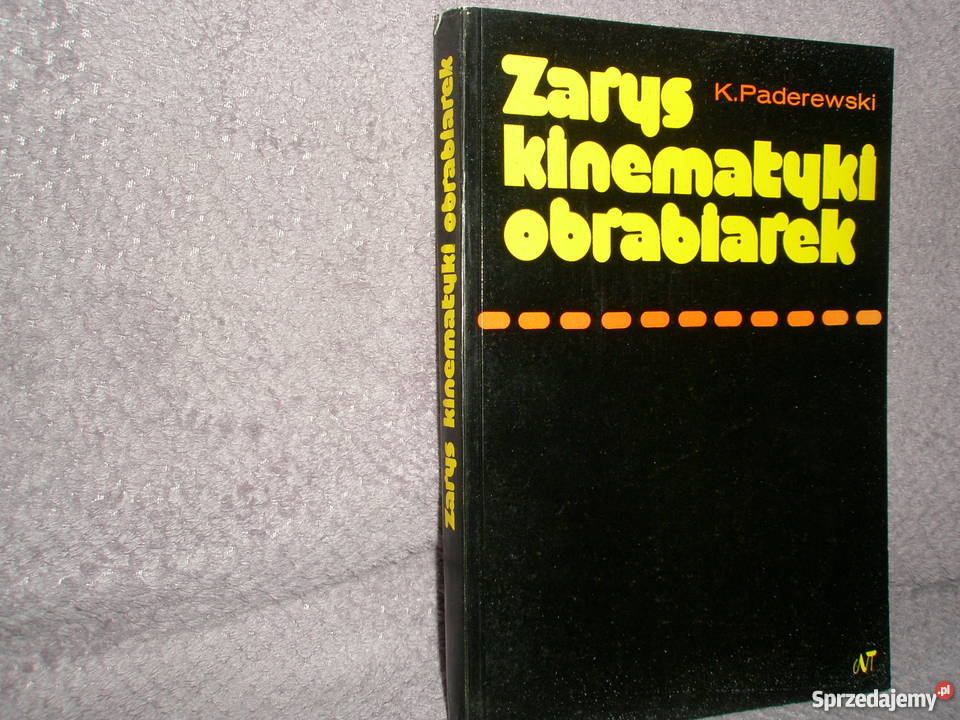 Zarys kinematyki obrabiarek
Zarys
K.Paderewski
kinematyki
obrabiarek
WNT
Sprzedajemy.pl